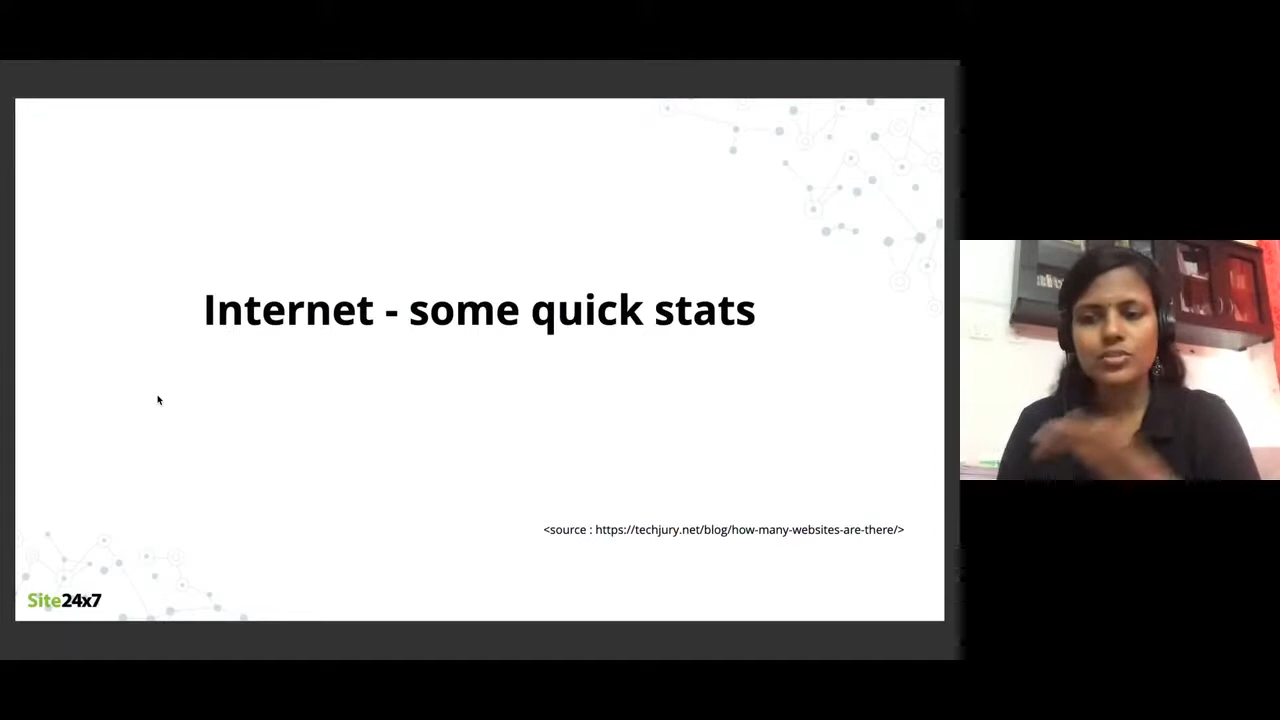 Internet - some quick stats
<source : https://techjury.net/blog/how-many-websites-are-there/>
Site24x7